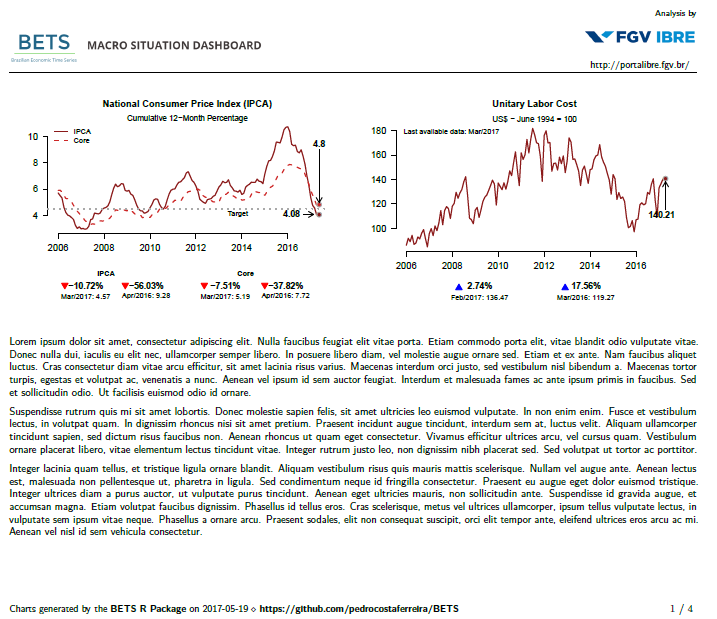 Analysis by
BETS
Brazilian Economic Time Series
MACRO SITUATION DASHBOARD
FGV IBRE
http://portalibre.fgv.br/
National Consumer Price Index (IPCA)
Cumulative 12−Month Percentage
IPCA
Core
10
8
6
4
4.8
Target
4.08
2006 2008 2010 2012 2014 2016
IPCA
Core
−10.72% −56.03% −7.51% −37.82%
Mar/2017: 4.57 Apr/2016: 9.28 Mar/2017: 5.19 Apr/2016: 7.72
Unitary Labor Cost
US$ − June 1994 = 100
Last available data: Mar/2017
180
160
140
120
100
140.21
2006 2008 2010 2012 2014 2016
2.74% 17.56%
Feb/2017: 136.47 Mar/2016: 119.27
Lorem ipsum dolor sit amet, consectetur adipiscing elit. Nulla faucibus feugiat elit vitae porta. Etiam commodo porta elit, vitae blandit odio vulputate vitae.
Donec nulla dui, iaculis eu elit nec, ullamcorper semper libero. In posuere libero diam, vel molestie augue ornare sed. Etiam et ex ante. Nam faucibus aliquet
luctus. Cras consectetur diam vitae arcu efficitur, sit amet lacinia risus varius. Maecenas interdum orci justo, sed vestibulum nisl bibendum a. Maecenas tortor
turpis, egestas et volutpat ac, venenatis a nunc. Aenean vel ipsum id sem auctor feugiat. Interdum et malesuada fames ac ante ipsum primis in faucibus. Sed
et sollicitudin odio. Ut facilisis euismod odio id ornare.
Suspendisse rutrum quis mi sit amet lobortis. Donec molestie sapien felis, sit amet ultricies leo euismod vulputate. In non enim enim. Fusce et vestibulum
lectus, in volutpat quam. In dignissim rhoncus nisi sit amet pretium. Praesent incidunt augue tincidunt, interdum sem at, luctus velit. Aliquam ullamcorper
tincidunt sapien, sed dictum risus faucibus non. Aenean rhoncus ut quam eget consectetur. Vivamus efficitur ultrices arcu, vel cursus quam. Vestibulum
ornare placerat libero, vitae elementum lectus tincidunt vitae. Integer rutrum justo leo, non dignissim nibh placerat sed. Sed volutpat ut tortor ac porttitor.
Integer lacinia quam tellus, et tristique ligula ornare blandit. Aliquam vestibulum risus quis mauris mattis scelerisque. Nullam vel augue ante. Aenean lectus
est, malesuada non pellentesque ut, pharetra in ligula. Sed condimentum neque id fringilla consectetur. Praesent eu augue eget dolor euismod tristique.
Integer ultrices diam a purus auctor, ut vulputate purus tincidunt. Aenean eget ultricies mauris, non sollicitudin ante. Suspendisse id gravida augue, et
accumsan magna. Etiam volutpat faucibus dignissim. Phasellus id tellus eros. Cras scelerisque, metus vel ultrices ullamcorper, ipsum tellus vulputate lectus, in
vulputate sem ipsum vitae neque. Phasellus a ornare arcu. Praesent sodales, elit non consequat suscipit, orci elit tempor ante, eleifend ultrices eros arcu ac mi.
Aenean vel nisl id sem vehicula consectetur.
Charts generated by the BETS R Package on 2017-05-19 ⋄ https://github.com/pedrocostaferreira/BETS
1 / 4